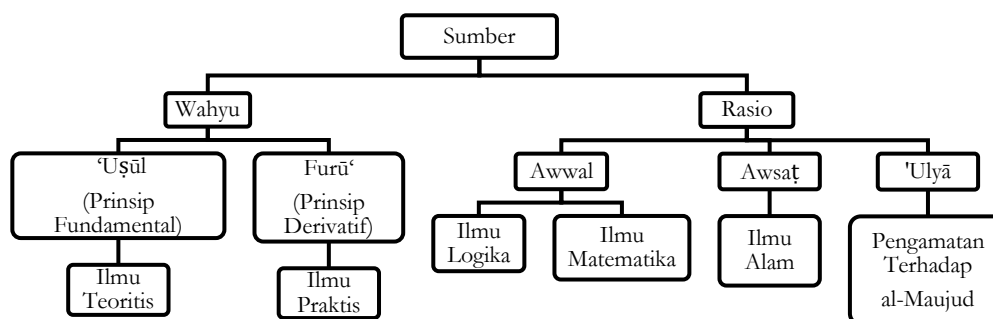 Sumber
Wahyu
Rasio
‘Uṣūl
(Prinsip
Fundamental)
Furū‘
(Prinsip
Derivatif)
Awwal
Awsaṭ
'Ulyā
Ilmu
Teoritis
Ilmu
Praktis
Ilmu
Logika
Ilmu
Matematika
Ilmu
Alam
Pengamatan
Terhadap
al-Maujud